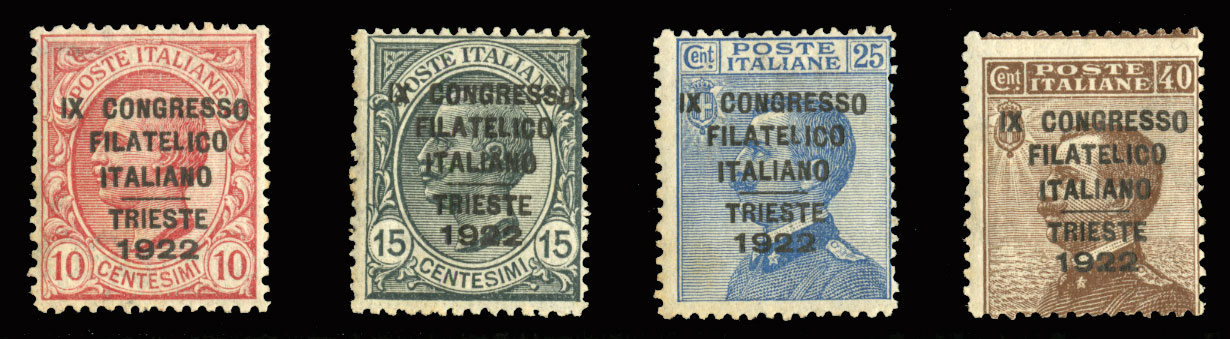 POSTE ITALIANE
IX CONGRESSO
FILATELICO
ITALIANO
TRIESTE
1922
10 10
CENTESIMI
POSTE ITALIANE
IX CONGRESSO
FILATELICO
ITALIANO
TRIESTE
1922
15 15
CENTESIMI
Cent. POSTE 25
ITALIANE
IX CONGRESSO
FILATELICO
ITALIANO
TRIESTE
1922
Cent POSTE 40
ITALIANE
IX CONGRESSO
FILATELICO
ITALIANO
TRIESTE
1922